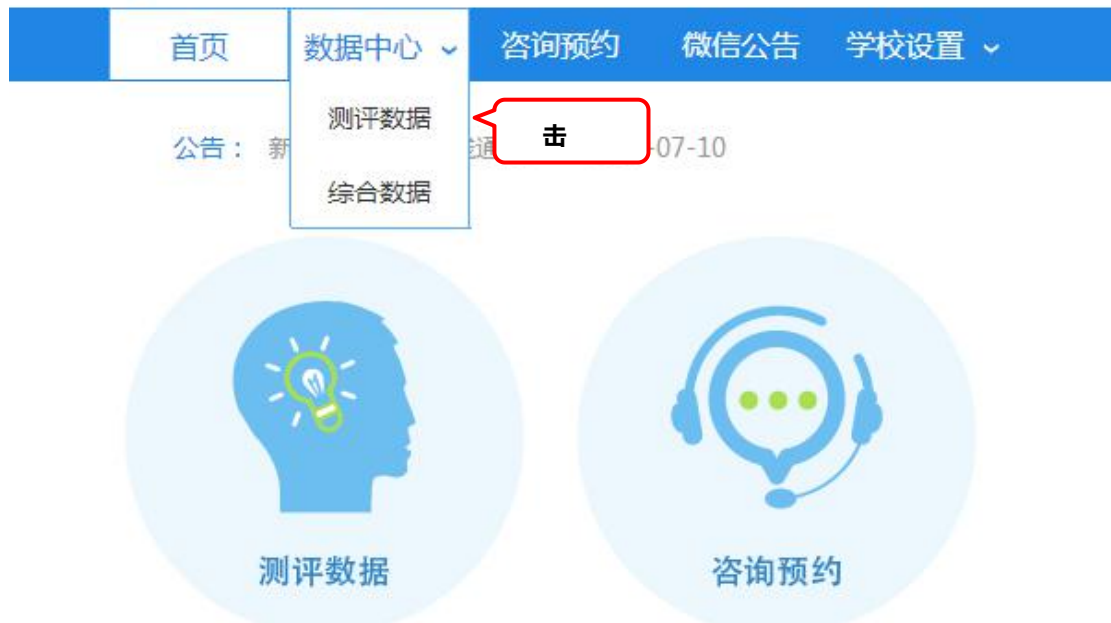 首页 数据中心 咨询预约 微信公告 学校设置
测评数据
击
公告： 新 通 -07-10
综合数据
测评数据 咨询预约